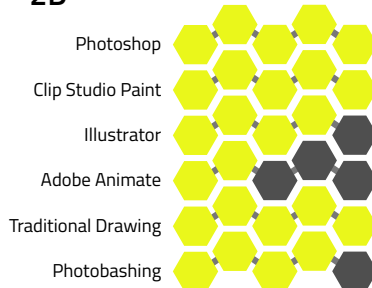 2D
Photoshop
Clip Studio Paint
Illustrator
Adobe Animate
Traditional Drawing
Photobashing